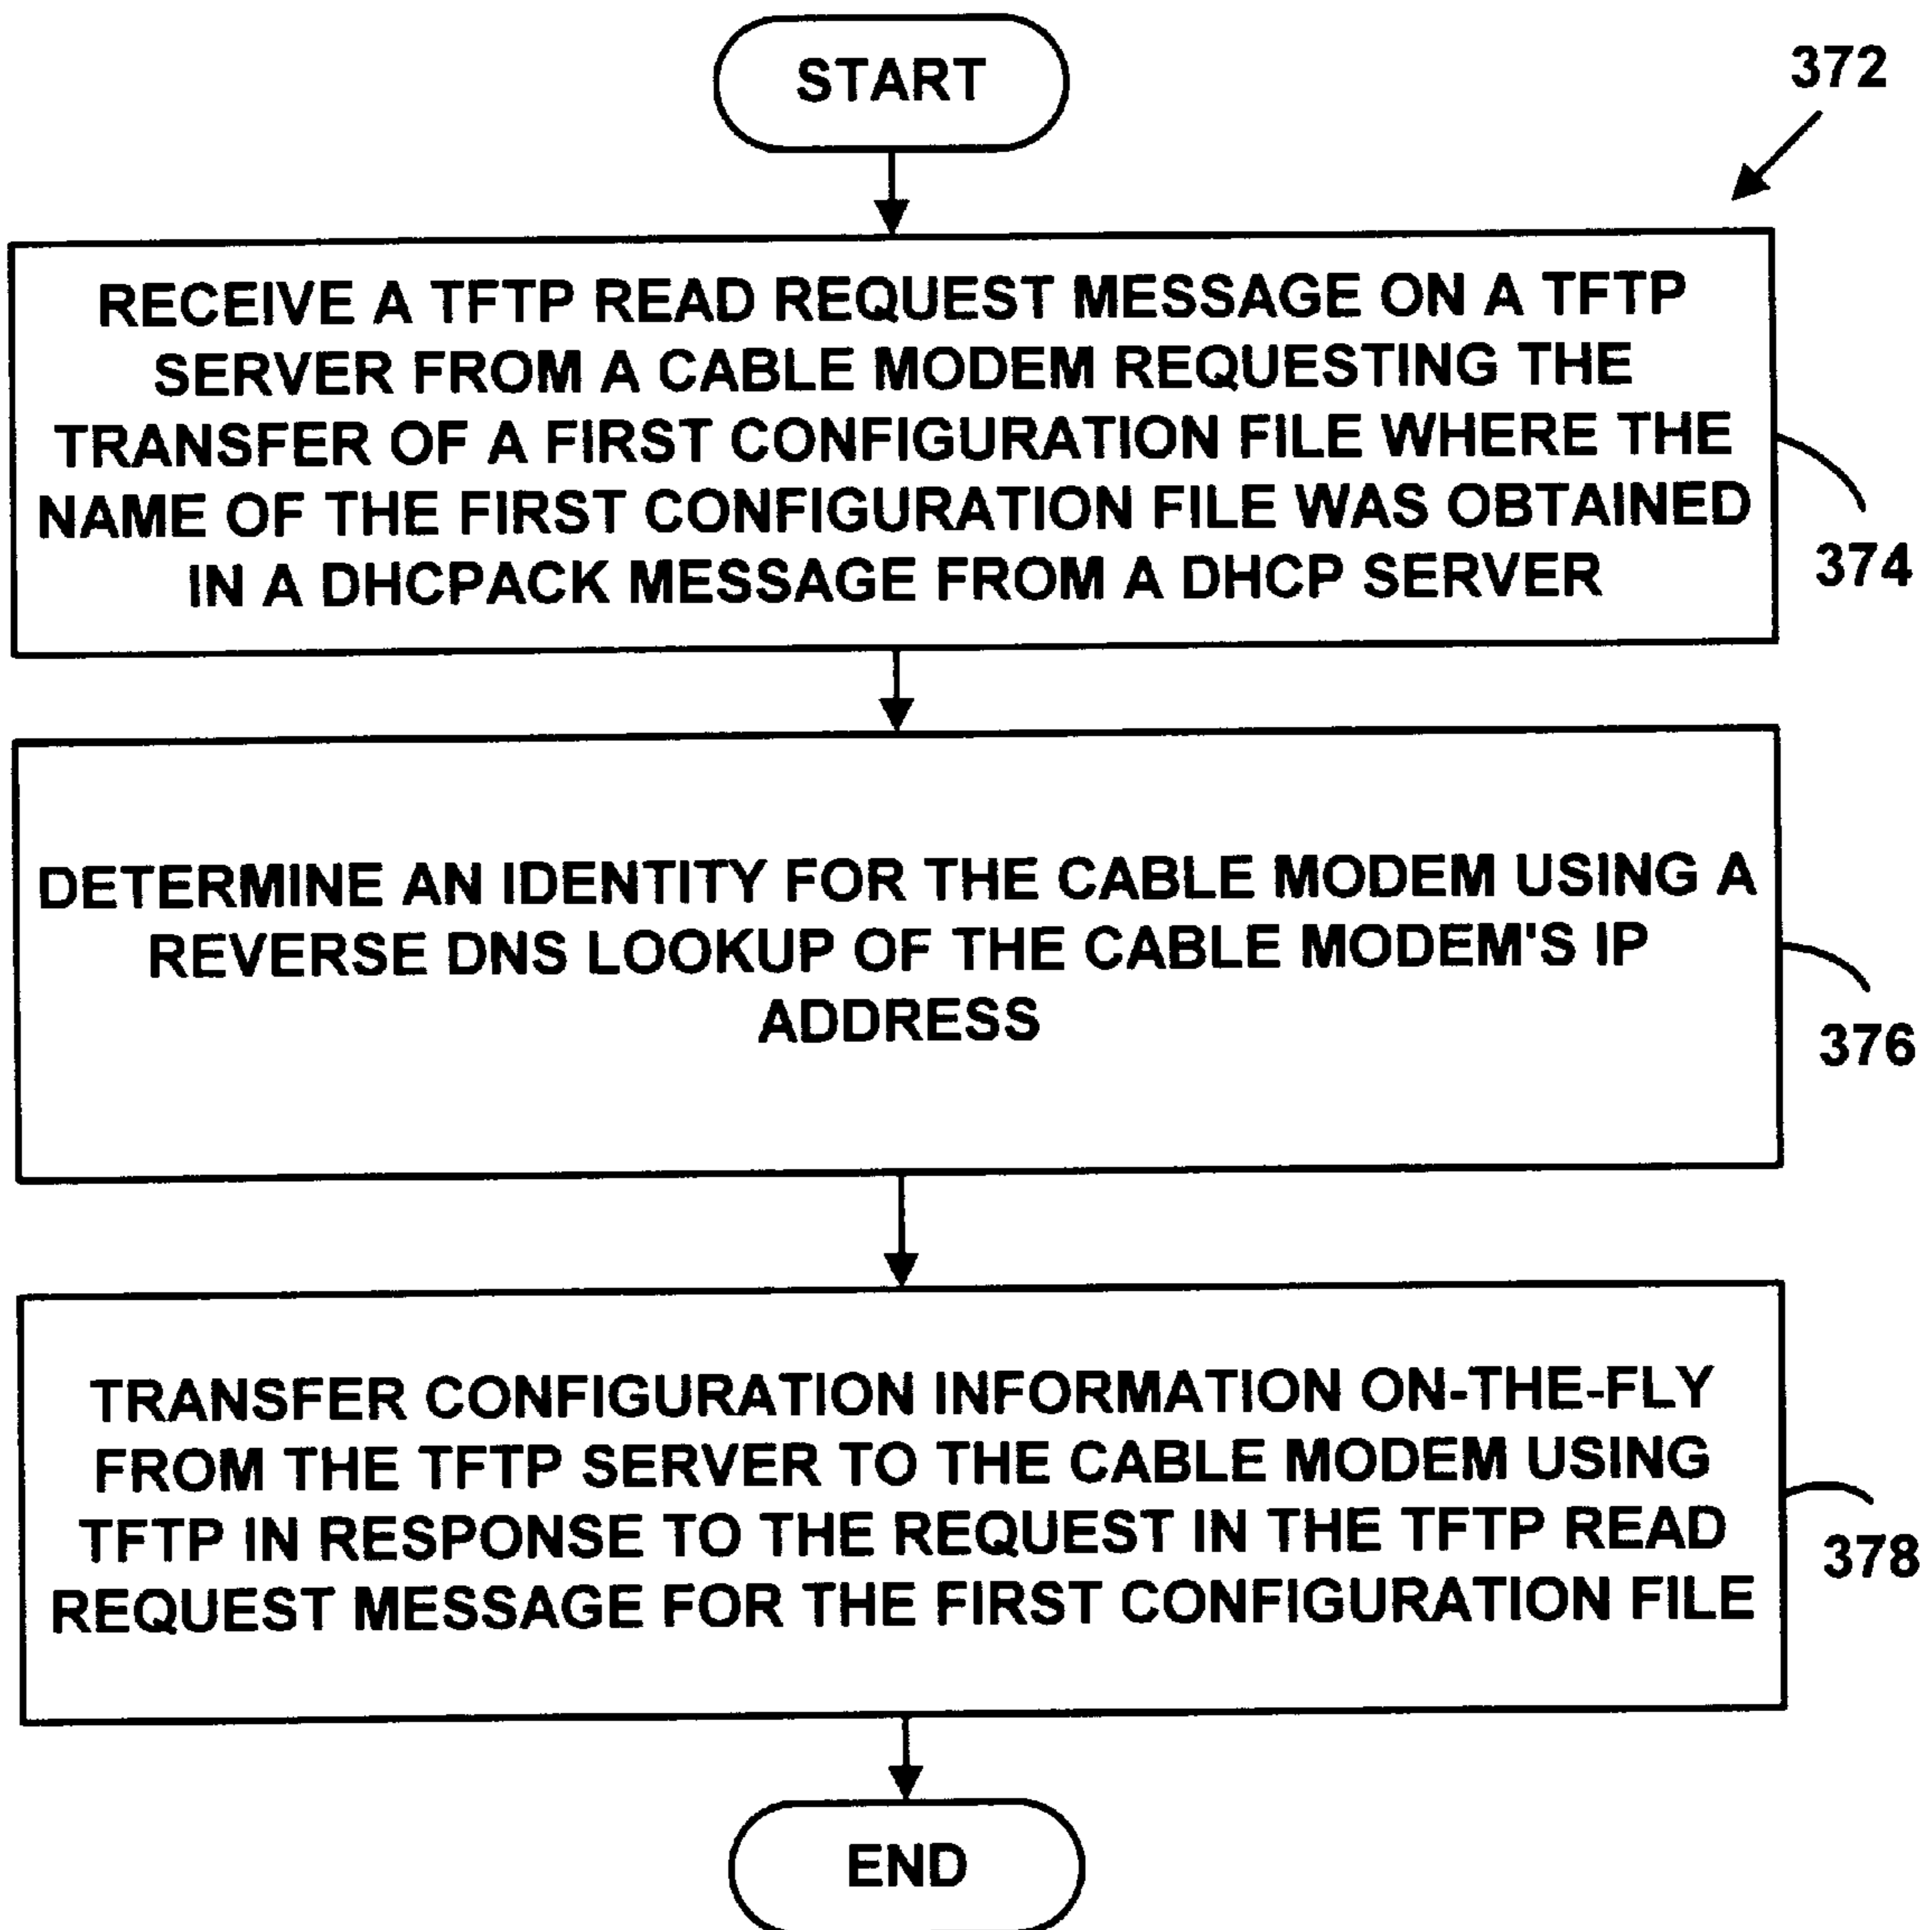 START
372
RECEIVE A TFTP READ REQUEST MESSAGE ON A TFTP
SERVER FROM A CABLE MODEM REQUESTING THE
TRANSFER OF A FIRST CONFIGURATION FILE WHERE THE
NAME OF THE FIRST CONFIGURATION FILE WAS OBTAINED
IN A DHCPACK MESSAGE FROM A DHCP SERVER
374
DETERMINE AN IDENTITY FOR THE CABLE MODEM USING A
REVERSE DNS LOOKUP OF THE CABLE MODEM'S IP
ADDRESS
376
TRANSFER CONFIGURATION INFORMATION ON-THE-FLY
FROM THE TFTP SERVER TO THE CABLE MODEM USING
TFTP IN RESPONSE TO THE REQUEST IN THE TFTP READ
REQUEST MESSAGE FOR THE FIRST CONFIGURATION FILE
378
END